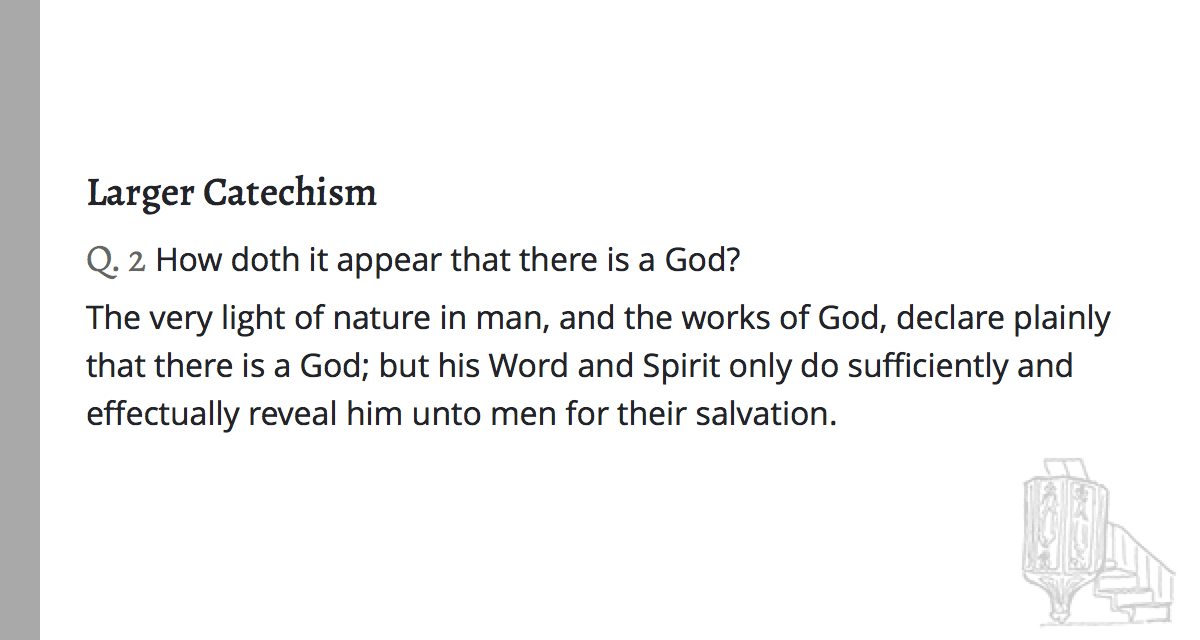 Larger Catechism
Q. 2 How doth it appear that there is a God?
The very light of nature in man, and the works of God, declare plainly
that there is a God; but his Word and Spirit only do sufficiently and
effectually reveal him unto men for their salvation.